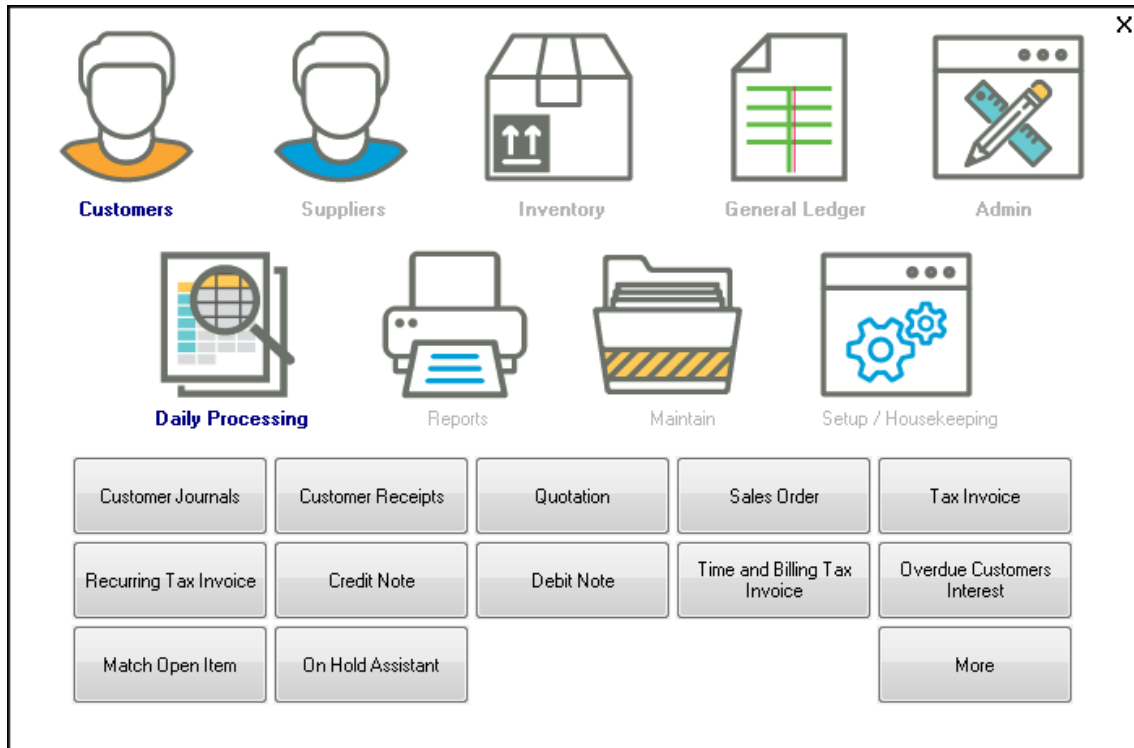 X
Customers
Suppliers
Inventory
General Ledger
Admin
Daily Processing
Reports
Maintain
Setup / Housekeeping
Customer Journals
Customer Receipts
Quotation
Sales Order
Tax Invoice
Recurring Tax Invoice
Credit Note
Debit Note
Time and Billing Tax
Invoice
Overdue Customers
Interest
Match Open Item
On Hold Assistant
More